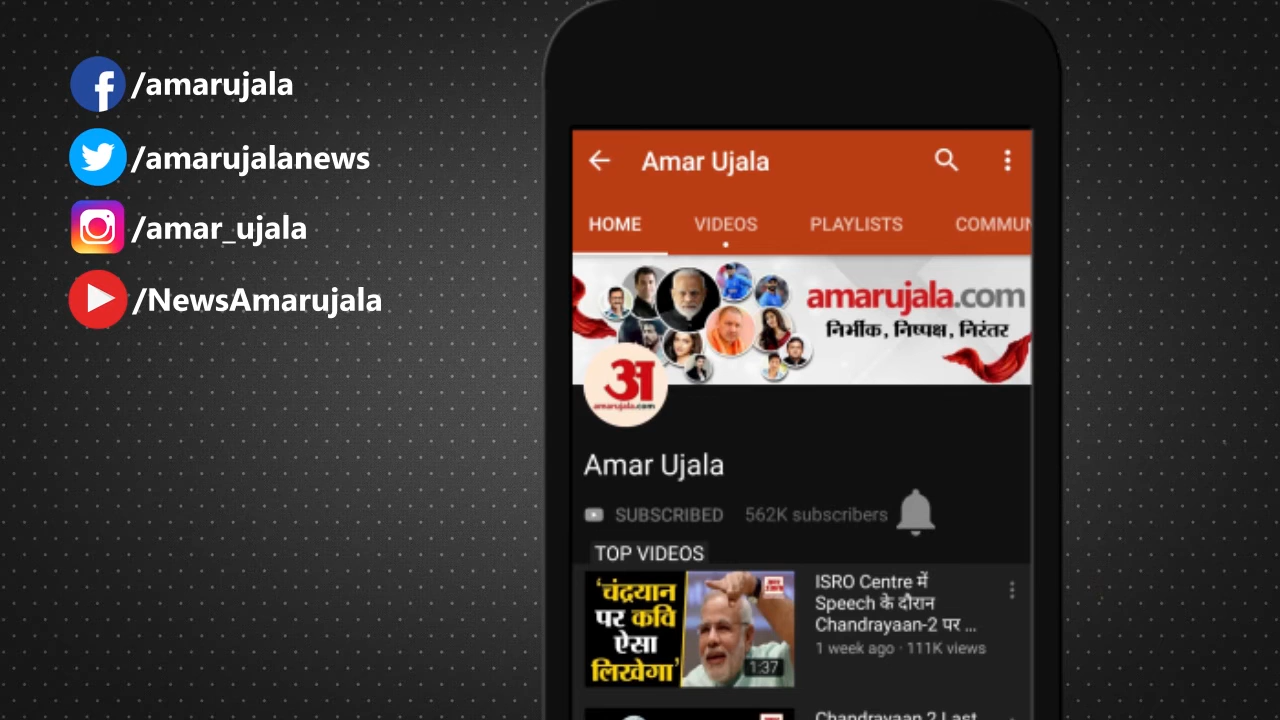 /amarujala
/amarujalanews
/amar_ujala
/NewsAmarujala
Amar Ujala
HOME VIDEOS PLAYLISTS COMMUN
amarujala.com
निर्भीक, निष्पक्ष, निरंतर
अ
amarujala.com
Amar Ujala
SUBSCRIBED 562K subscribers
TOP VIDEOS
‘चंद्रयान
पर कवि
ऐसा
लिखेगा’
1:37
ISRO Centre में
Speech के दौरान
Chandrayaan-2 पर ...
1 week ago · 111K views
Chandrayaan 2 Last